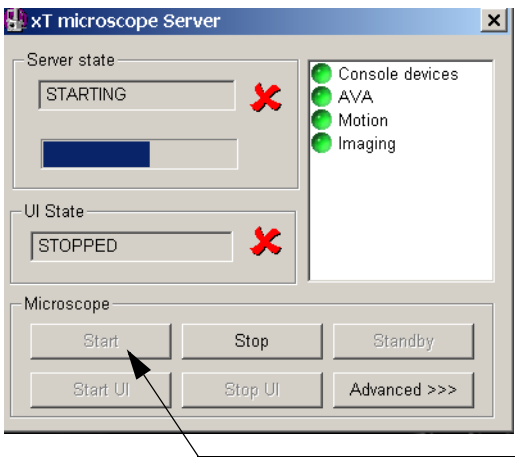 xT microscope Server
Server state
STARTING
Console devices
AVA
Motion
Imaging
UI State
STOPPED
Microscope
Start Stop Standby
Start UI Stop UI Advanced >>>